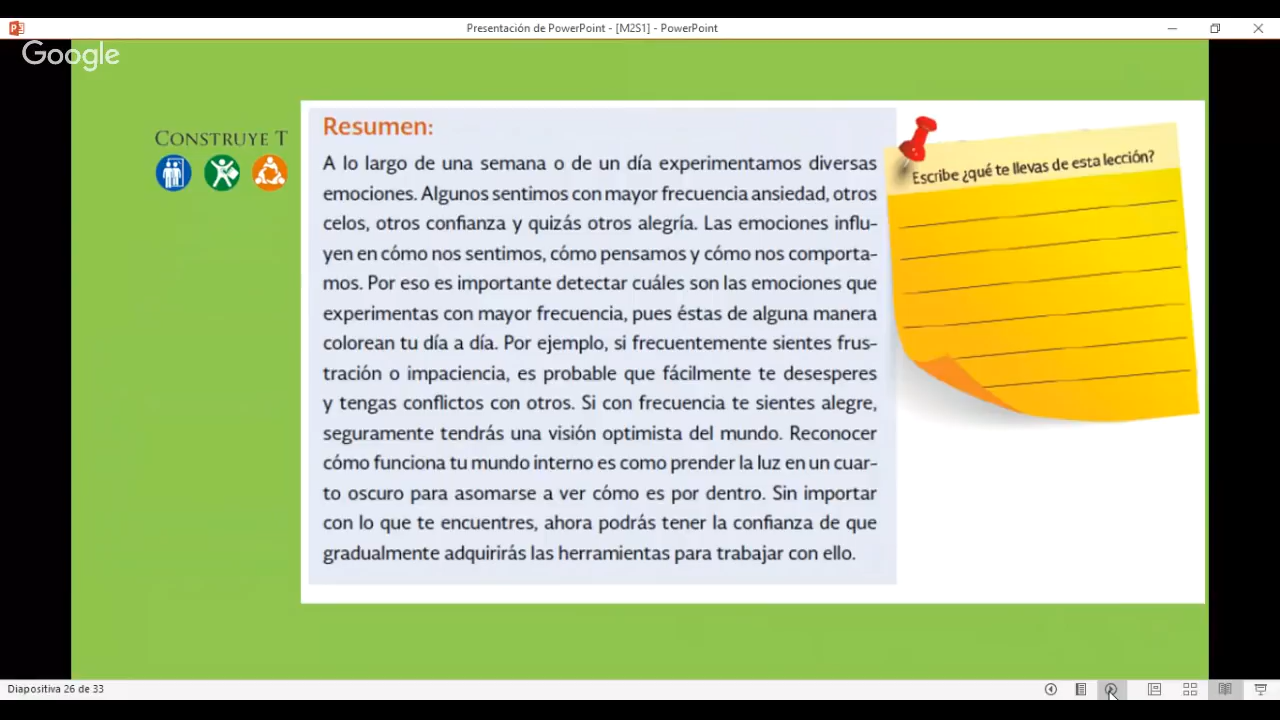 Presentación de PowerPoint - [M2S1] - PowerPoint
Google
CONSTRUYE T
Resumen:
A lo largo de una semana o de un día experimentamos diversas
emociones. Algunos sentimos con mayor frecuencia ansiedad, otros
celos, otros confianza y quizás otros alegría. Las emociones influ-
yen en cómo nos sentimos, cómo pensamos y cómo nos comporta-
mos. Por eso es importante detectar cuáles son las emociones que
experimentas con mayor frecuencia, pues éstas de alguna manera
colorean tu día a día. Por ejemplo, si frecuentemente sientes frus-
tración o impaciencia, es probable que fácilmente te desesperes
y tengas conflictos con otros. Si con frecuencia te sientes alegre,
seguramente tendrás una visión optimista del mundo. Reconocer
cómo funciona tu mundo interno es como prender la luz en un cuar-
to oscuro para asomarse a ver cómo es por dentro. Sin importar
con lo que te encuentres, ahora podrás tener la confianza de que
gradualmente adquirirás las herramientas para trabajar con ello.
Escribe ¿qué te llevas de esta lección?
Diapositiva 26 de 33